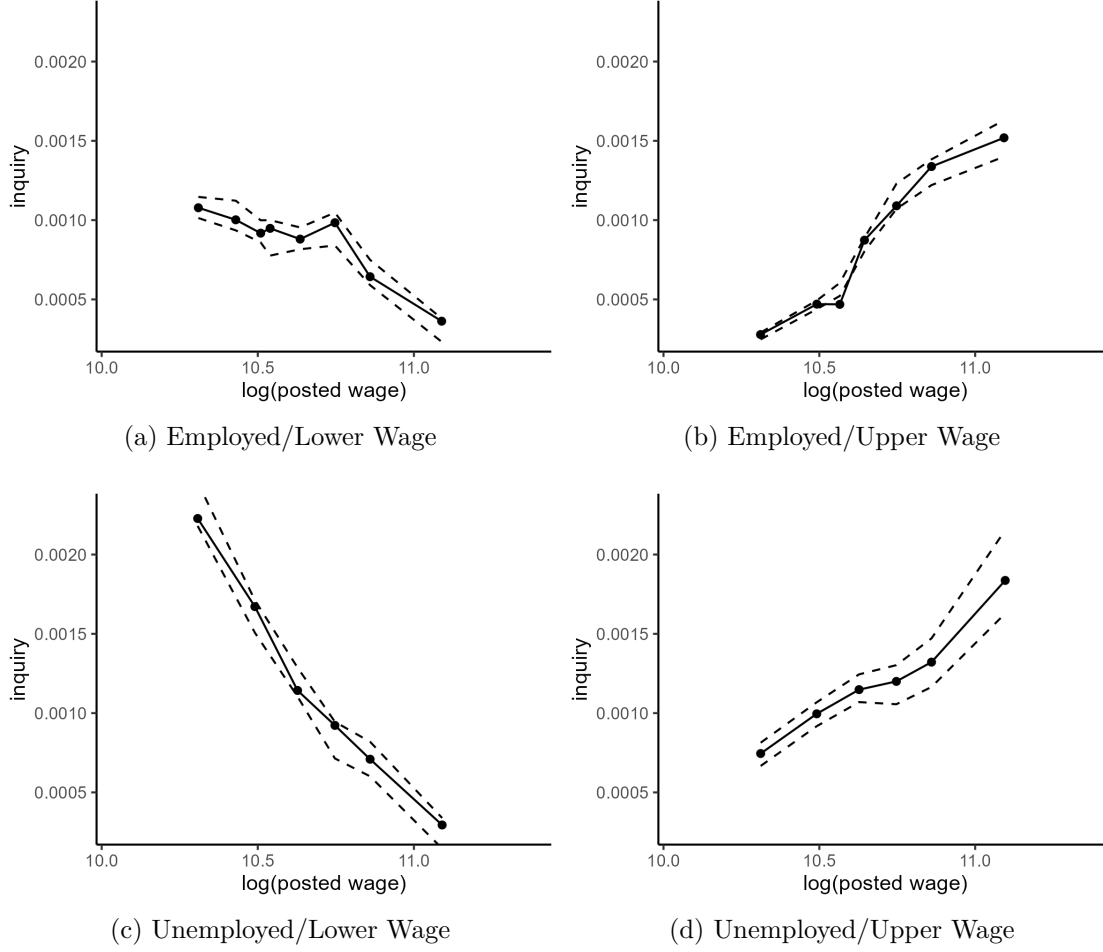 inquiry
0.0020
0.0015
0.0010
0.0005
10.0 10.5 11.0
log(posted wage)
(a) Employed/Lower Wage
inquiry
0.0020
0.0015
0.0010
0.0005
10.0 10.5 11.0
log(posted wage)
(b) Employed/Upper Wage
inquiry
0.0020
0.0015
0.0010
0.0005
10.0 10.5 11.0
log(posted wage)
(c) Unemployed/Lower Wage
inquiry
0.0020
0.0015
0.0010
0.0005
10.0 10.5 11.0
log(posted wage)
(d) Unemployed/Upper Wage